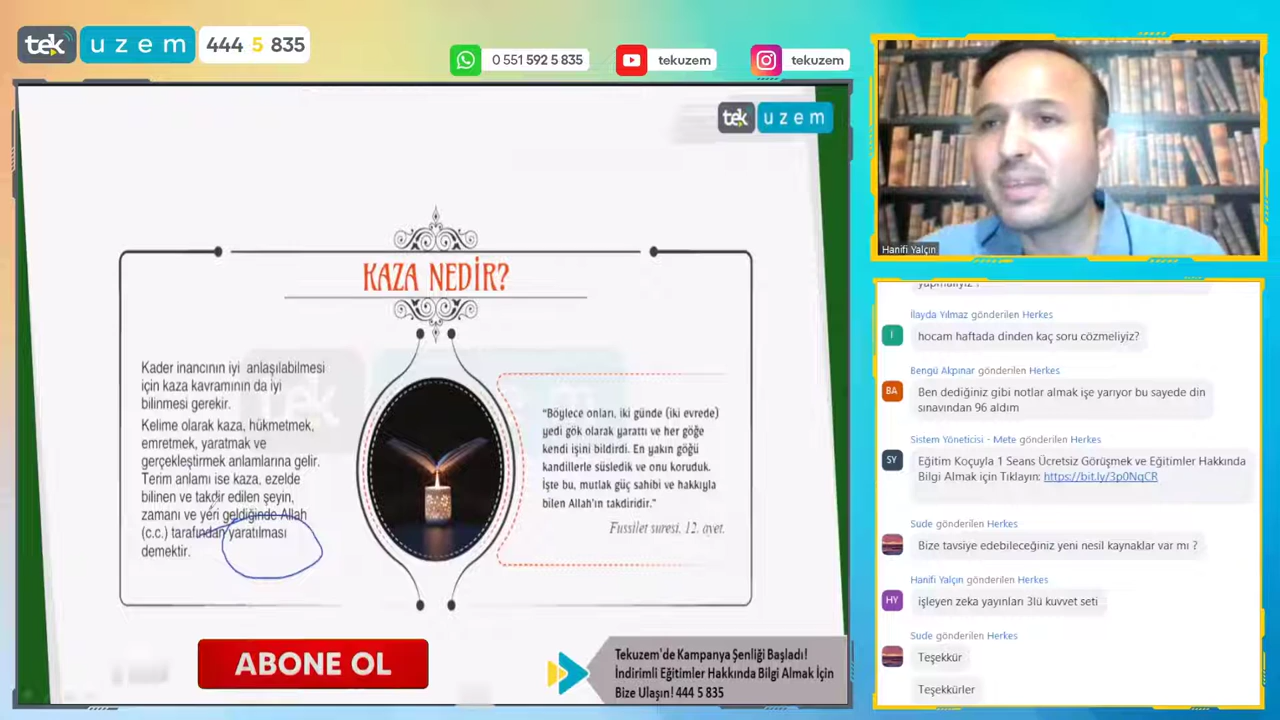 tek uzem 444 5 835
0 551 592 5 835
tekuzem
tekuzem
tek uzem
KAZA NEDİR?
Kader inancının iyi anlaşılabilmesi
için kaza kavramının da iyi
bilinmesi gerekir.
Kelime olarak kaza, hükmetmek,
emretmek, yaratmak ve
gerçekleştirmek anlamlarına gelir.
Terim anlamı ise kaza, ezelde
bilinen ve takdir edilen şeyin,
zamanı ve yeri geldiğinde Allah
(c.c.) tarafından yaratılması
demektir.
"Böylece onları, iki günde (iki evrede)
yedi gök olarak yarattı ve her göğe
kendi işini bildirdi. En yakın göğü
kandillerle süsledik ve onu koruduk.
İşte bu, mutlak güç sahibi ve hakkıyla
bilen Allah'ın takdiridir."
Fussilet suresi, 12. ayet.
ABONE OL
Tekuzem'de Kampanya Şenliği Başladı!
İndirimli Eğitimler Hakkında Bilgi Almak İçin
Bize Ulaşın! 444 5 835
Hanifi Yalçın
yapmalıyız ?
İlayda Yılmaz gönderilen Herkes
İ
hocam haftada dinden kaç soru cözmeliyiz?
Bengü Akpınar gönderilen Herkes
BA
Ben dediğiniz gibi notlar almak işe yarıyor bu sayede din
sınavından 96 aldım
Sistem Yöneticisi - Mete gönderilen Herkes
SY
Eğitim Koçuyla 1 Seans Ücretsiz Görüşmek ve Eğitimler Hakkında
Bilgi Almak için Tıklayın: https://bit.ly/3p0NqCR
Sude gönderilen Herkes
Bize tavsiye edebileceğiniz yeni nesil kaynaklar var mı ?
Hanifi Yalçın gönderilen Herkes
HY
işleyen zeka yayınları 3lü kuvvet seti
Sude gönderilen Herkes
Teşekkür
Teşekkürler